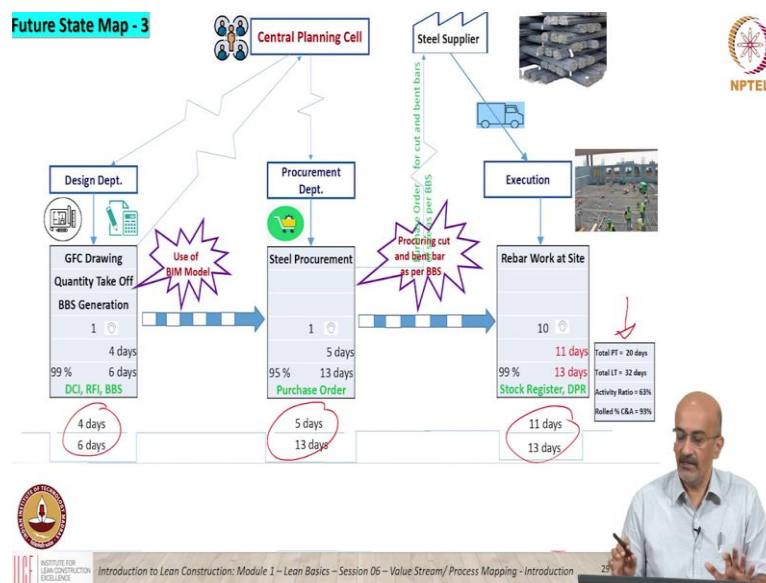 Future State Map - 3
Central Planning Cell
Steel Supplier
NPTEL
Design Dept.
Procurement
Dept.
Execution
Purchase Order for cut and bent bars
as per BBS
Use of
BIM Model
Procuring cut
and bent bar
as per BBS
GFC Drawing
Quantity Take Off
BBS Generation
1
4 days
99 % 6 days
DCI, RFI, BBS
Steel Procurement
1
5 days
95 % 13 days
Purchase Order
Rebar Work at Site
10
11 days
99 % 13 days
Stock Register, DPR
Total PT = 20 days
Total LT = 32 days
Activity Ratio = 63%
Rolled % C&A = 93%
4 days
6 days
5 days
13 days
11 days
13 days
INSTITUTE FOR
LEAN CONSTRUCTION
EXCELLENCE
Introduction to Lean Construction: Module 1 – Lean Basics – Session 06 – Value Stream/ Process Mapping - Introduction